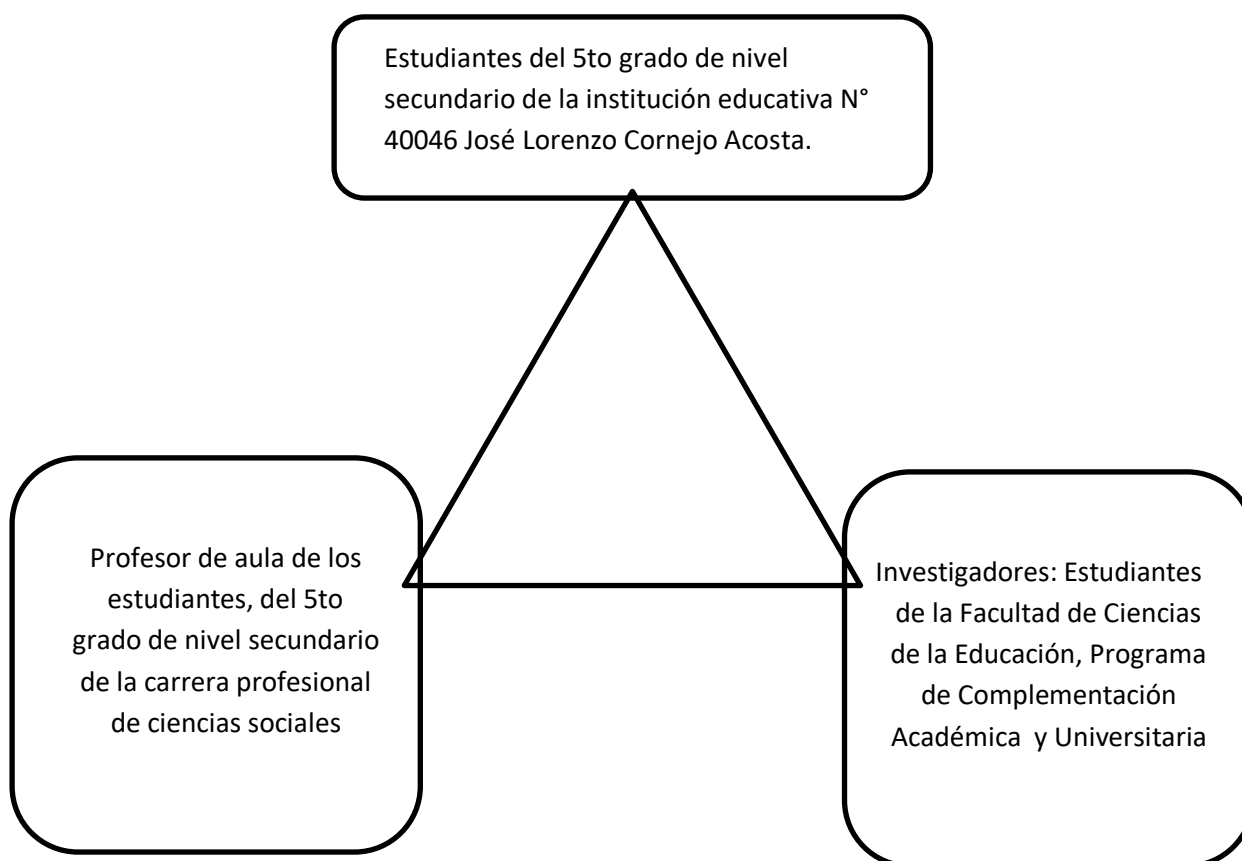 Estudiantes del 5to grado de nivel
secundario de la institución educativa N°
40046 José Lorenzo Cornejo Acosta.
Profesor de aula de los
estudiantes, del 5to
grado de nivel secundario
de la carrera profesional
de ciencias sociales
Investigadores: Estudiantes
de la Facultad de Ciencias
de la Educación, Programa
de Complementación
Académica y Universitaria